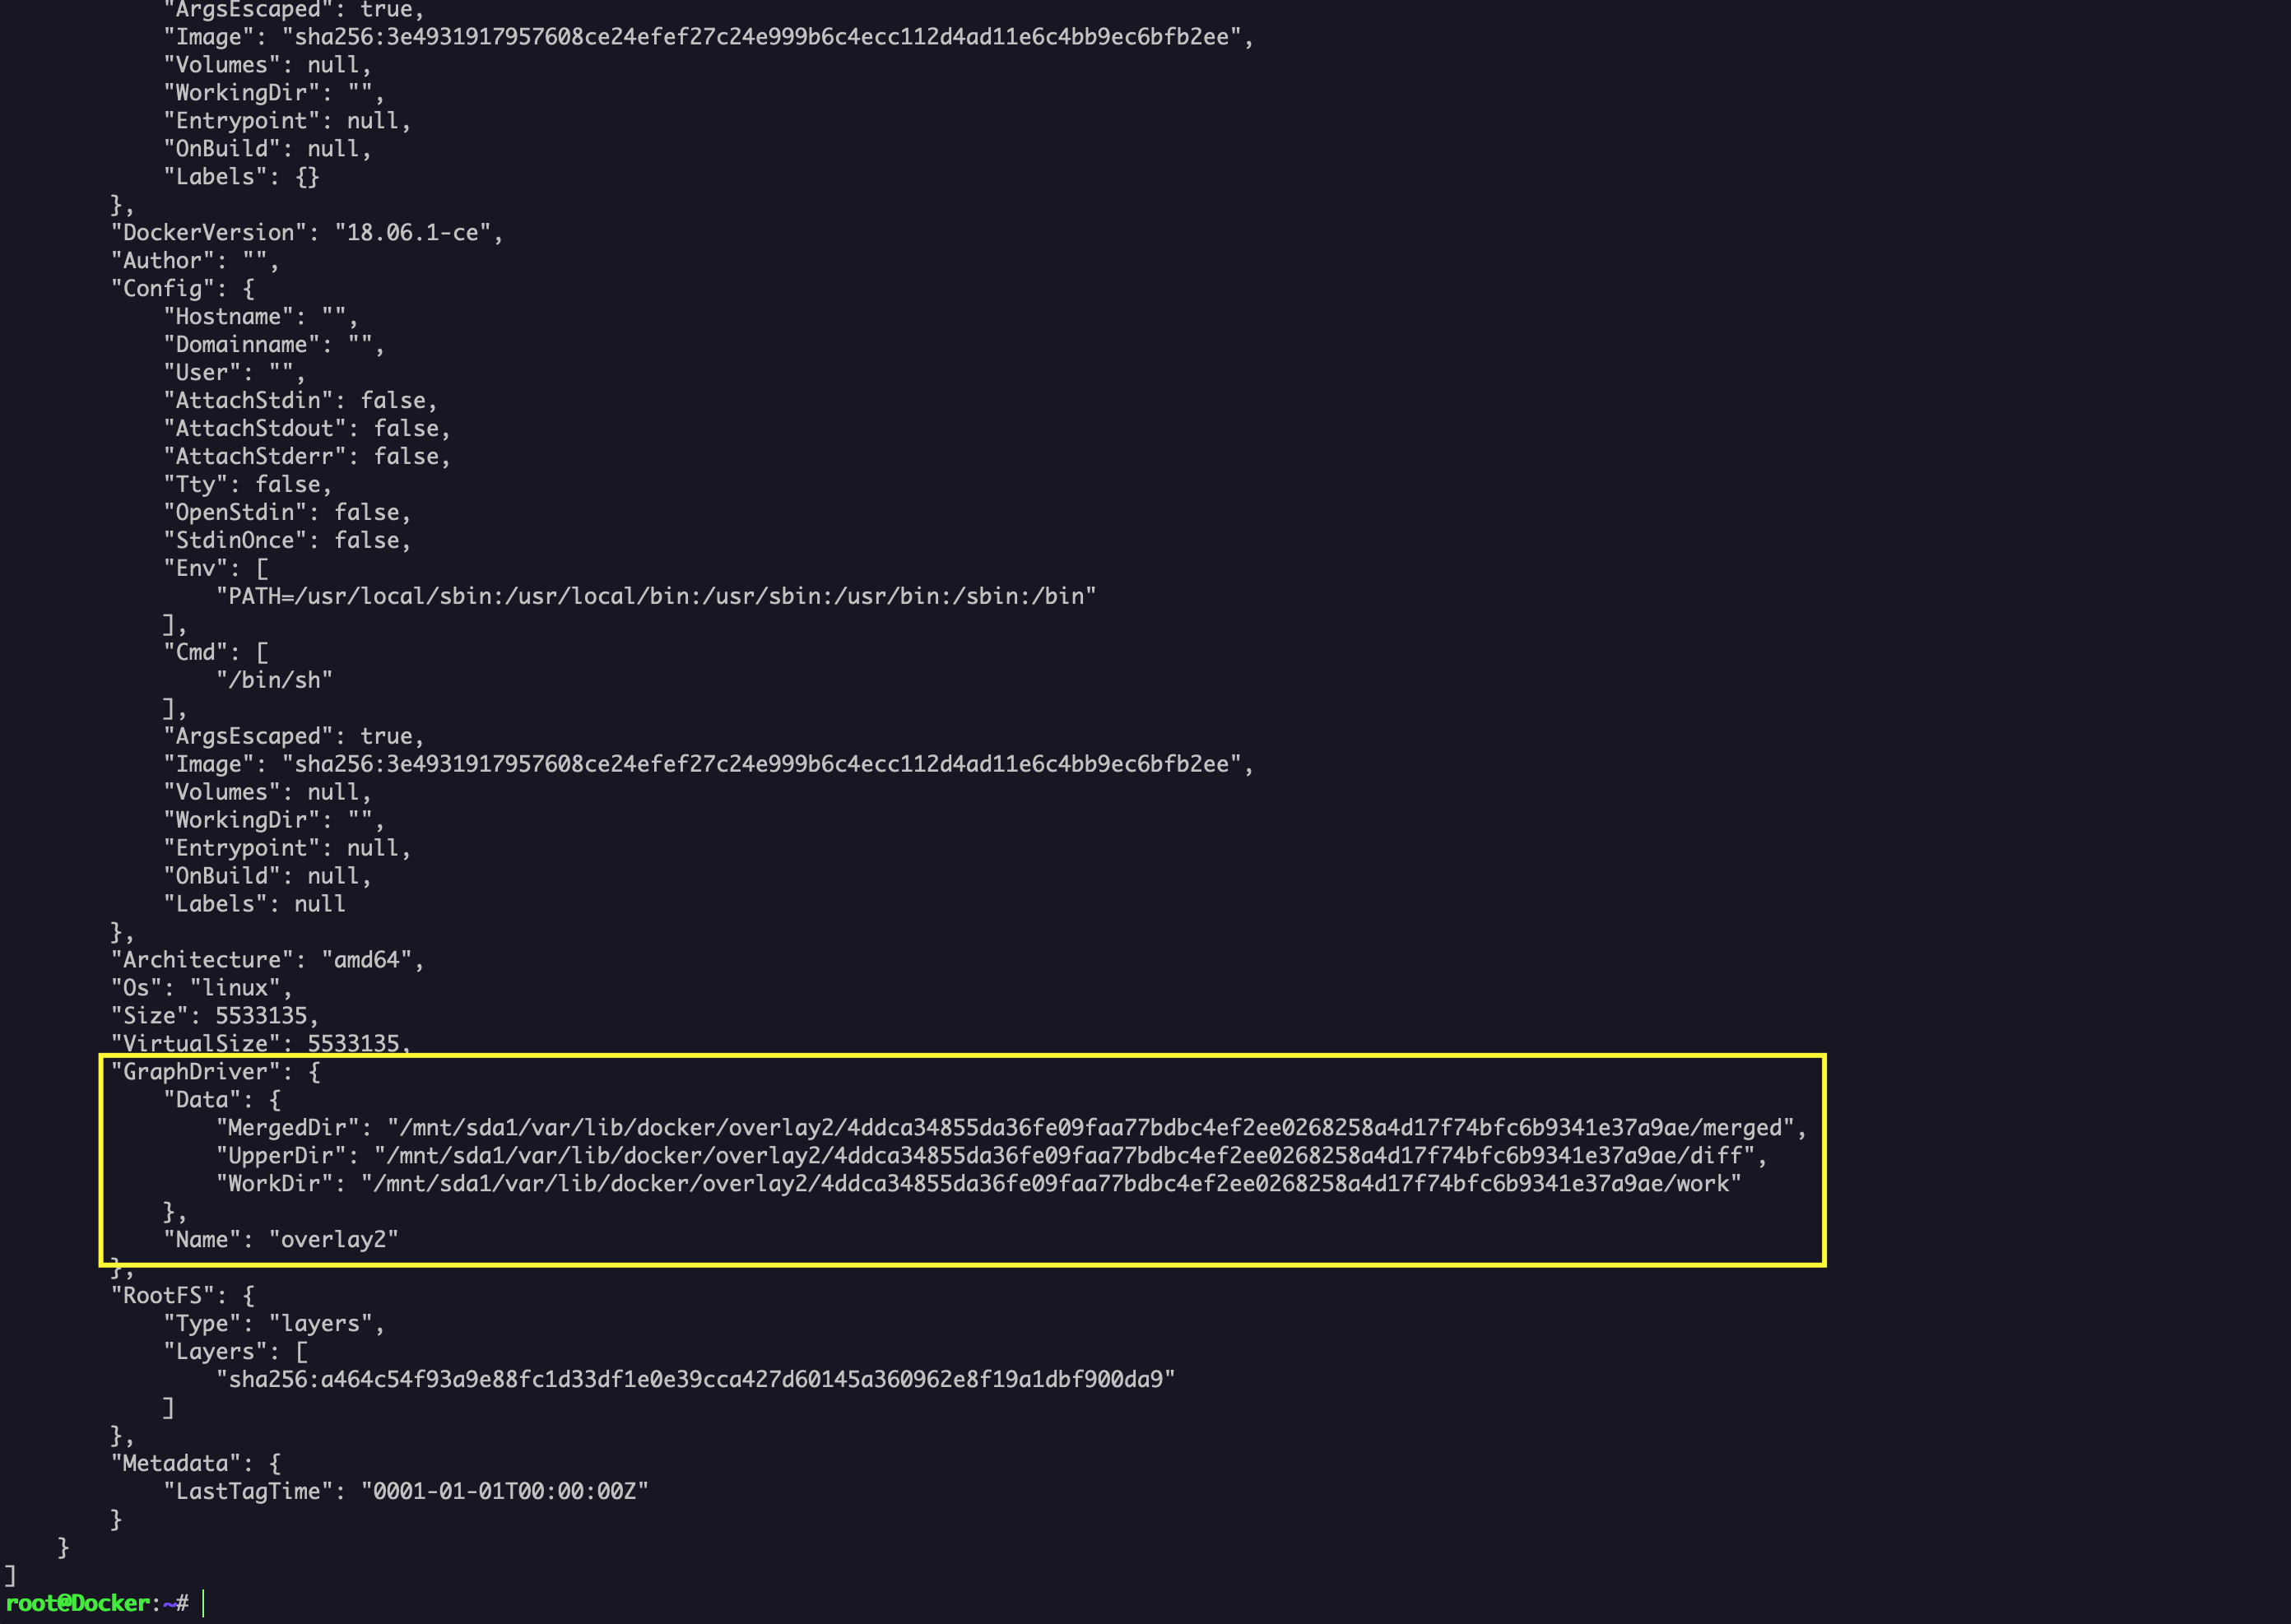 "ArgsEscaped": true,
            "Image": "sha256:3e4931917957608ce24efef27c24e999b6c4ecc112d4ad11e6c4bb9ec6bfb2ee",
            "Volumes": null,
            "WorkingDir": "",
            "Entrypoint": null,
            "OnBuild": null,
            "Labels": {}
        },
        "DockerVersion": "18.06.1-ce",
        "Author": "",
        "Config": {
            "Hostname": "",
            "Domainname": "",
            "User": "",
            "AttachStdin": false,
            "AttachStdout": false,
            "AttachStderr": false,
            "Tty": false,
            "OpenStdin": false,
            "StdinOnce": false,
            "Env": [
                "PATH=/usr/local/sbin:/usr/local/bin:/usr/sbin:/usr/bin:/sbin:/bin"
            ],
            "Cmd": [
                "/bin/sh"
            ],
            "ArgsEscaped": true,
            "Image": "sha256:3e4931917957608ce24efef27c24e999b6c4ecc112d4ad11e6c4bb9ec6bfb2ee",
            "Volumes": null,
            "WorkingDir": "",
            "Entrypoint": null,
            "OnBuild": null,
            "Labels": null
        },
        "Architecture": "amd64",
        "Os": "linux",
        "Size": 5533135,
        "VirtualSize": 5533135,
        "GraphDriver": {
            "Data": {
                "MergedDir": "/mnt/sda1/var/lib/docker/overlay2/4ddca34855da36fe09faa77bdbc4ef2ee0268258a4d17f74bfc6b9341e37a9ae/merged",
                "UpperDir": "/mnt/sda1/var/lib/docker/overlay2/4ddca34855da36fe09faa77bdbc4ef2ee0268258a4d17f74bfc6b9341e37a9ae/diff",
                "WorkDir": "/mnt/sda1/var/lib/docker/overlay2/4ddca34855da36fe09faa77bdbc4ef2ee0268258a4d17f74bfc6b9341e37a9ae/work"
            },
            "Name": "overlay2"
        },
        "RootFS": {
            "Type": "layers",
            "Layers": [
                "sha256:a464c54f93a9e88fc1d33df1e0e39cca427d60145a360962e8f19a1dbf900da9"
            ]
        },
        "Metadata": {
            "LastTagTime": "0001-01-01T00:00:00Z"
        }
    }
]
root@Docker:~#